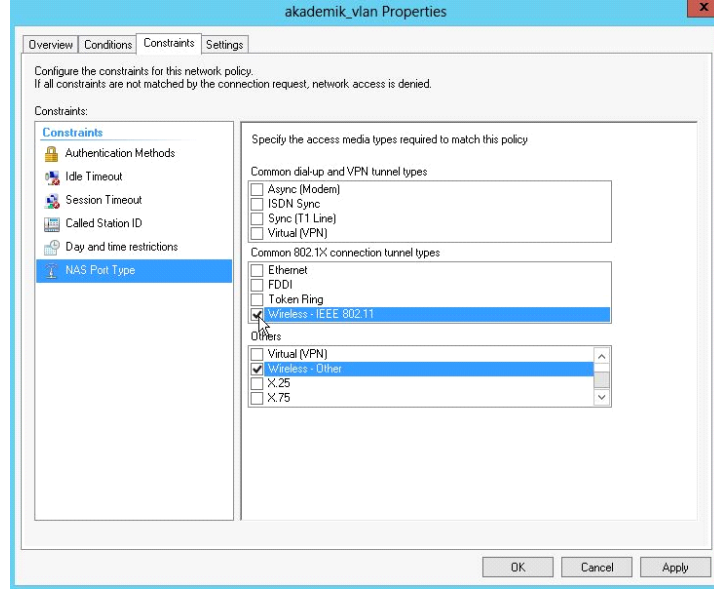 akademik_vlan Properties
x
Overview Conditions Constraints Settings
Configure the constraints for this network policy.
If all constraints are not matched by the connection request, network access is denied.
Constraints:
Constraints
Authentication Methods
Idle Timeout
Session Timeout
Called Station ID
Day and time restrictions
NAS Port Type
Specify the access media types required to match this policy
Common dial-up and VPN tunnel types
Async (Modem)
ISDN Sync
Sync (T1 Line)
Virtual (VPN)
Common 802.1X connection tunnel types
Ethernet
FDDI
Token Ring
Wireless - IEEE 802.11
Others
Virtual (VPN)
Wireless - Other
X.25
X.75
OK Cancel Apply